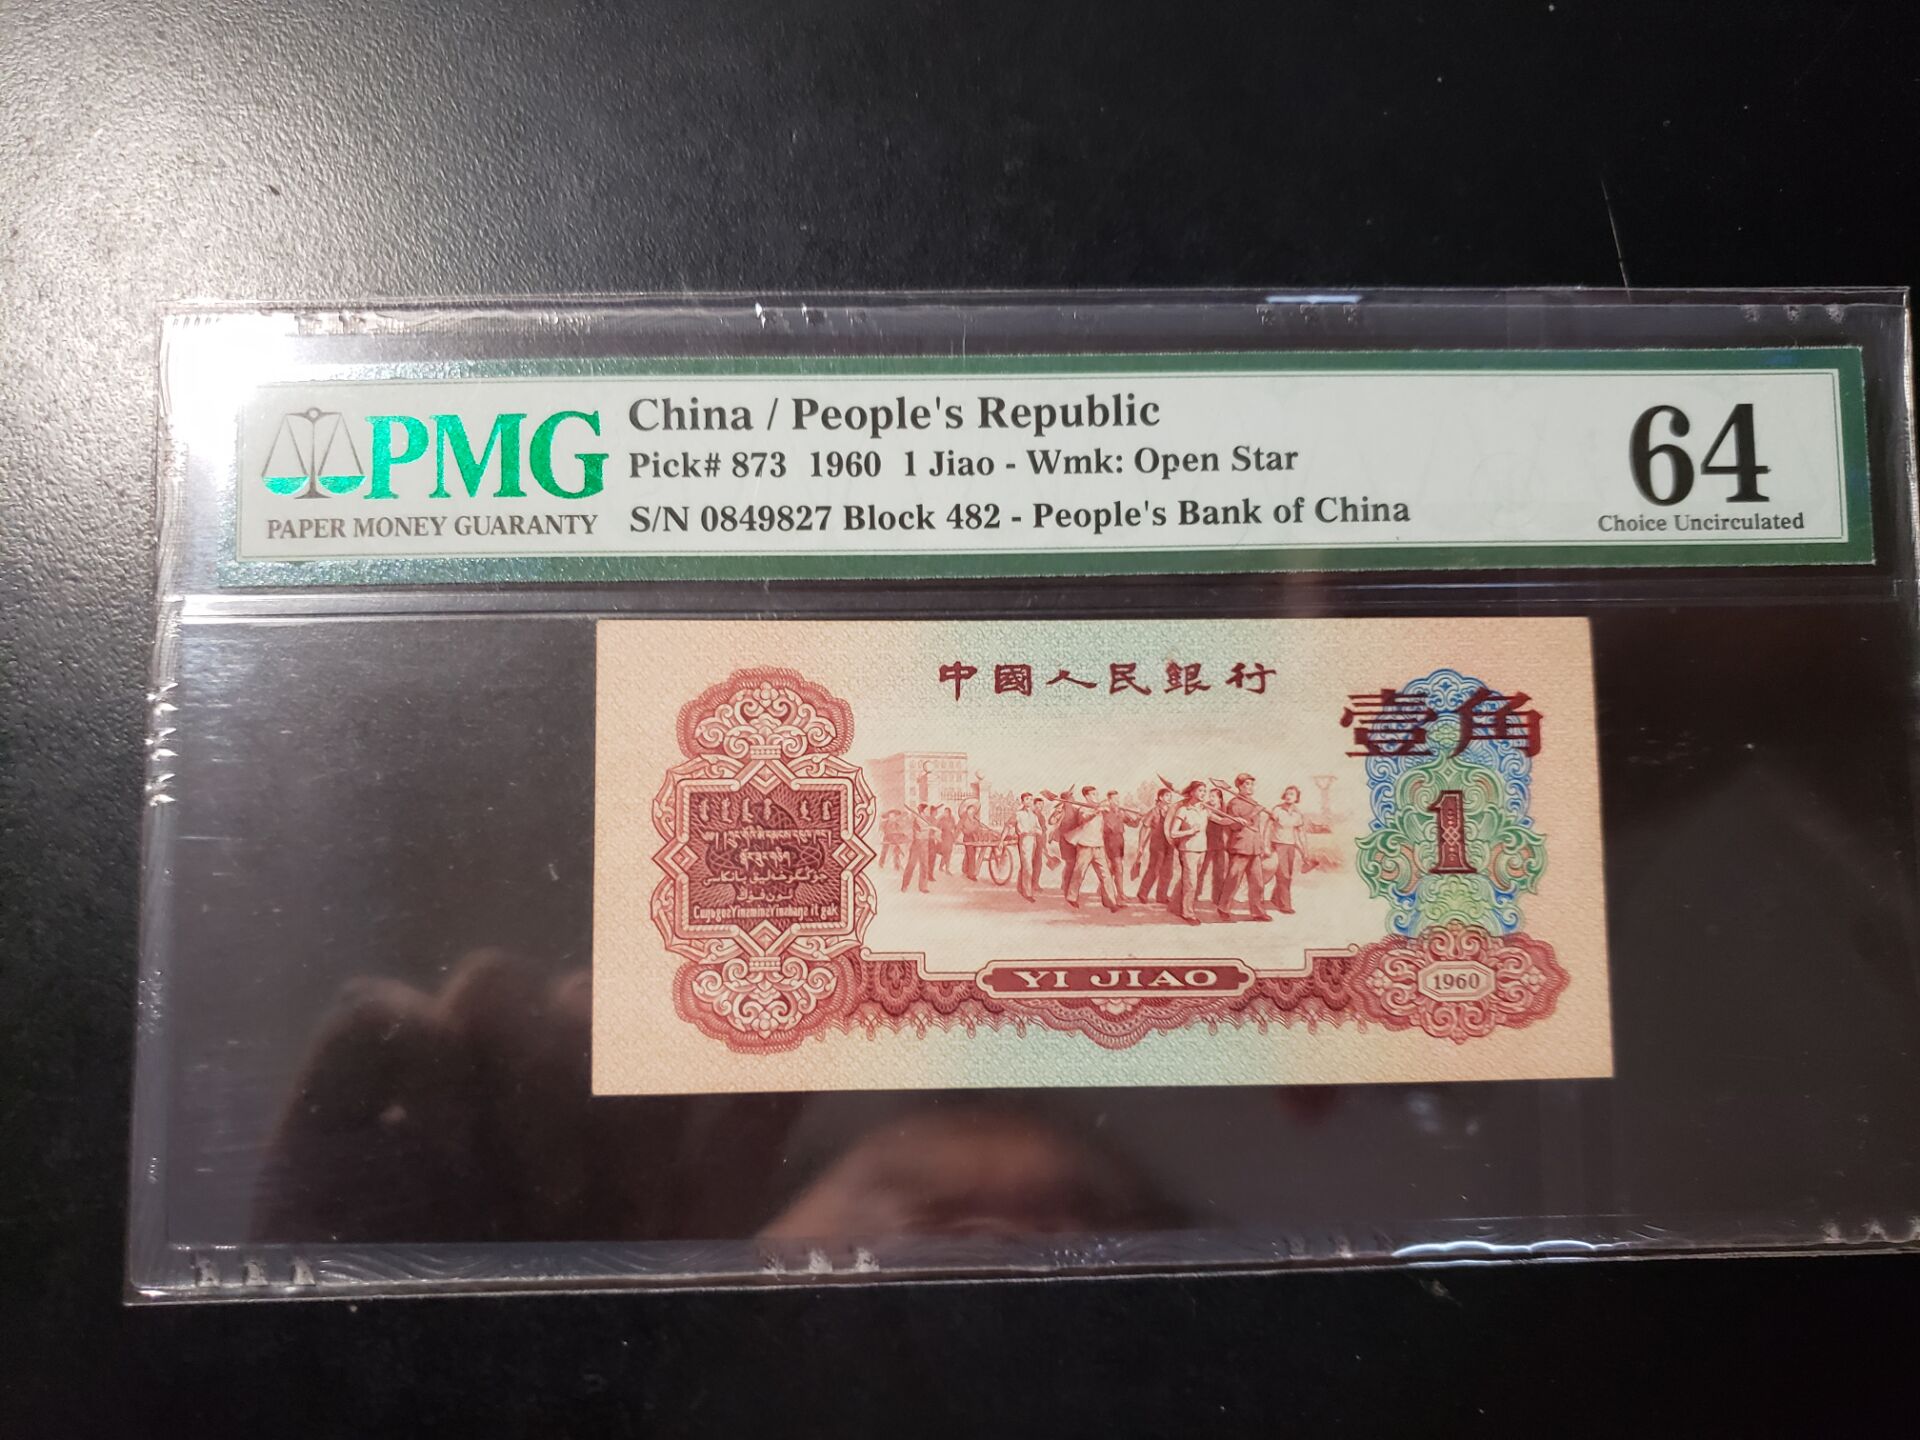 PMG
PAPER MONEY GUARANTY
China / People's Republic
Pick# 873 1960 1 Jiao - Wmk: Open Star
S/N 0849827 Block 482 - People's Bank of China
64
Choice Uncirculated
中國人民銀行
壹角
1
YI JIAO
1960